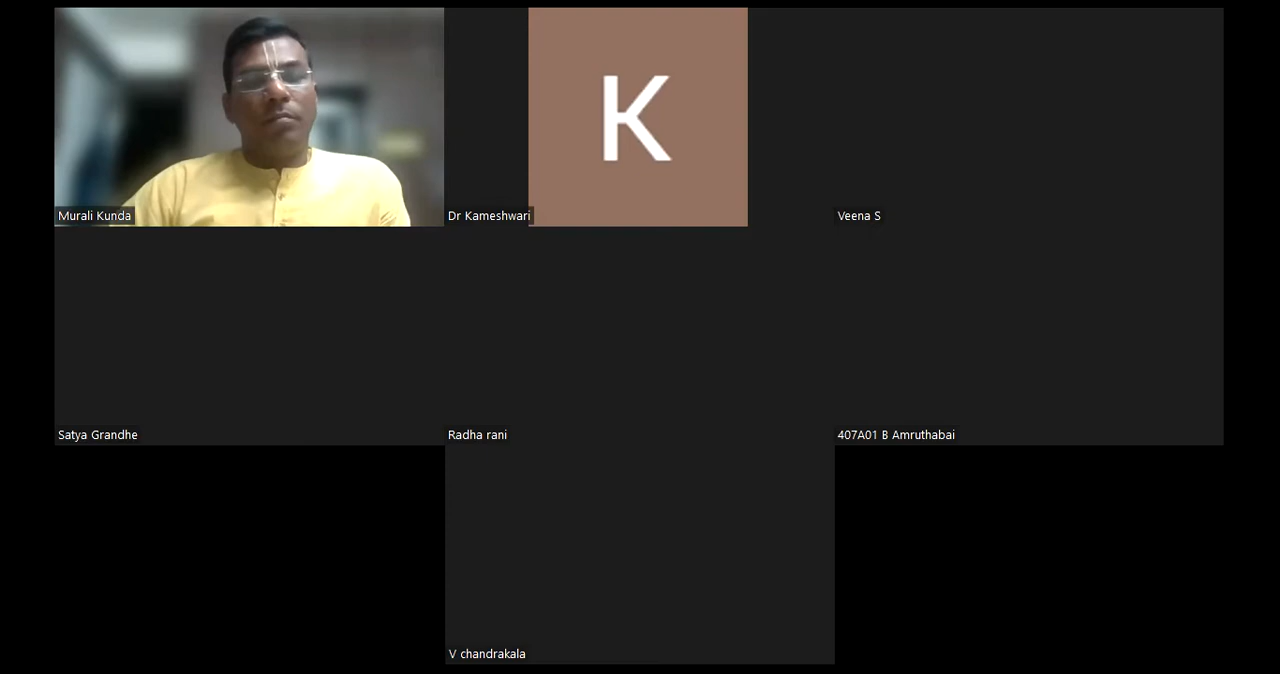 Murali Kunda
K
Dr Kameshwari
Veena S
Satya Grandhe
Radha rani
407A01 B Amruthabai
V chandrakala